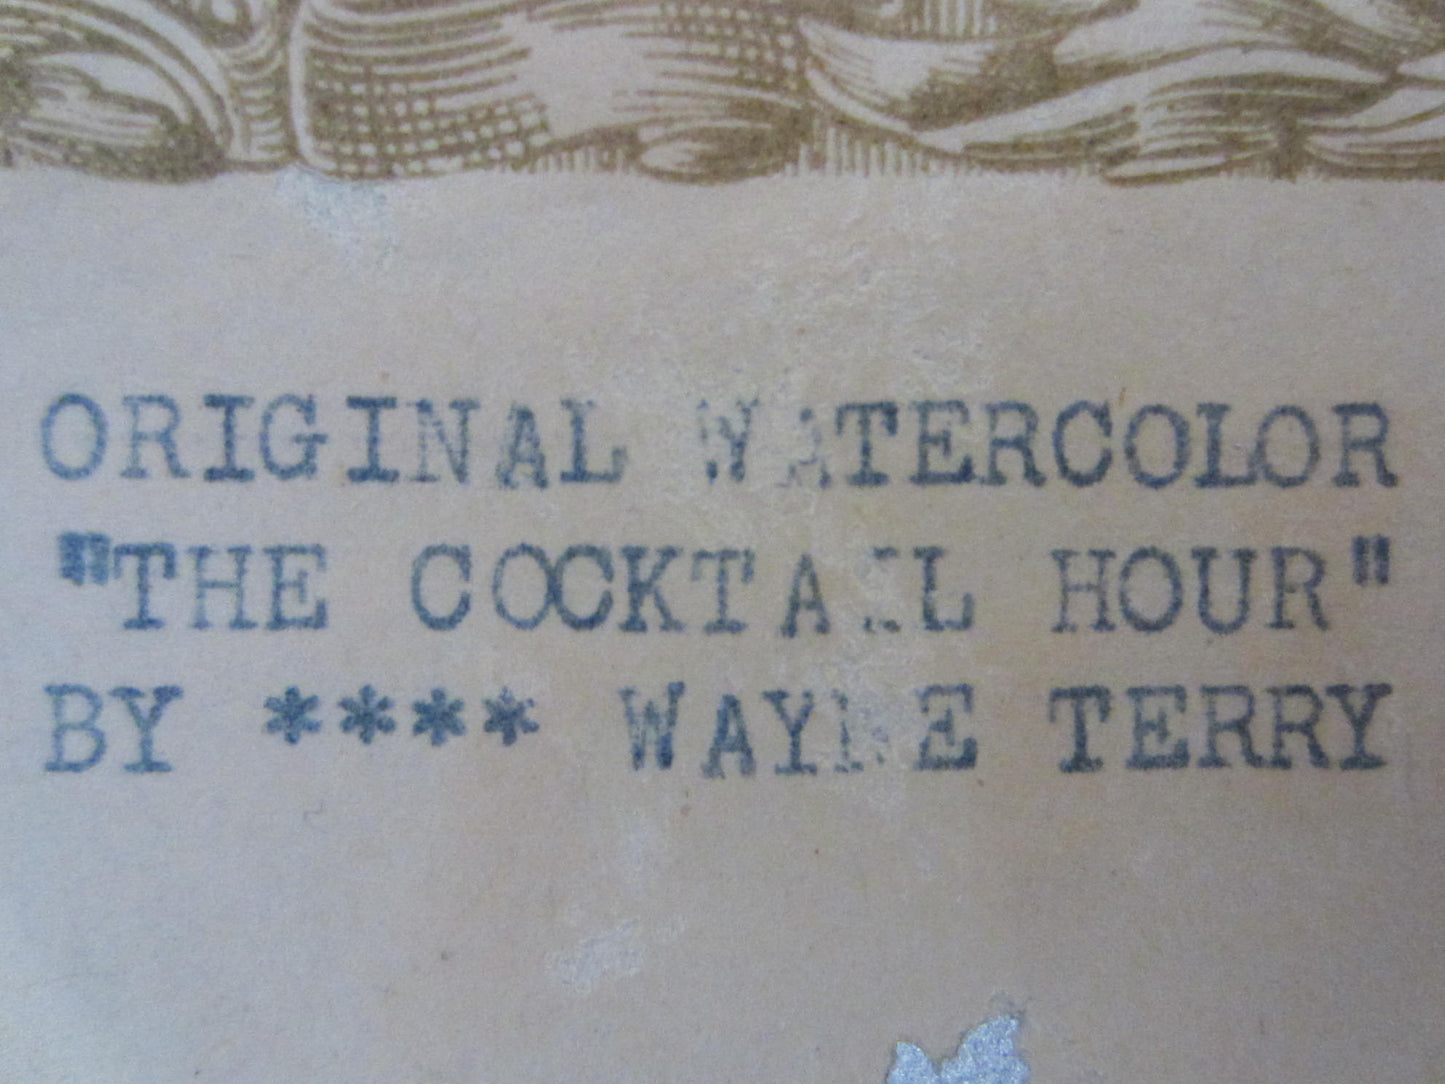 ORIGINAL WATERCOLOR
"THE COCKTAIL HOUR"
BY **** WAYNE TERRY